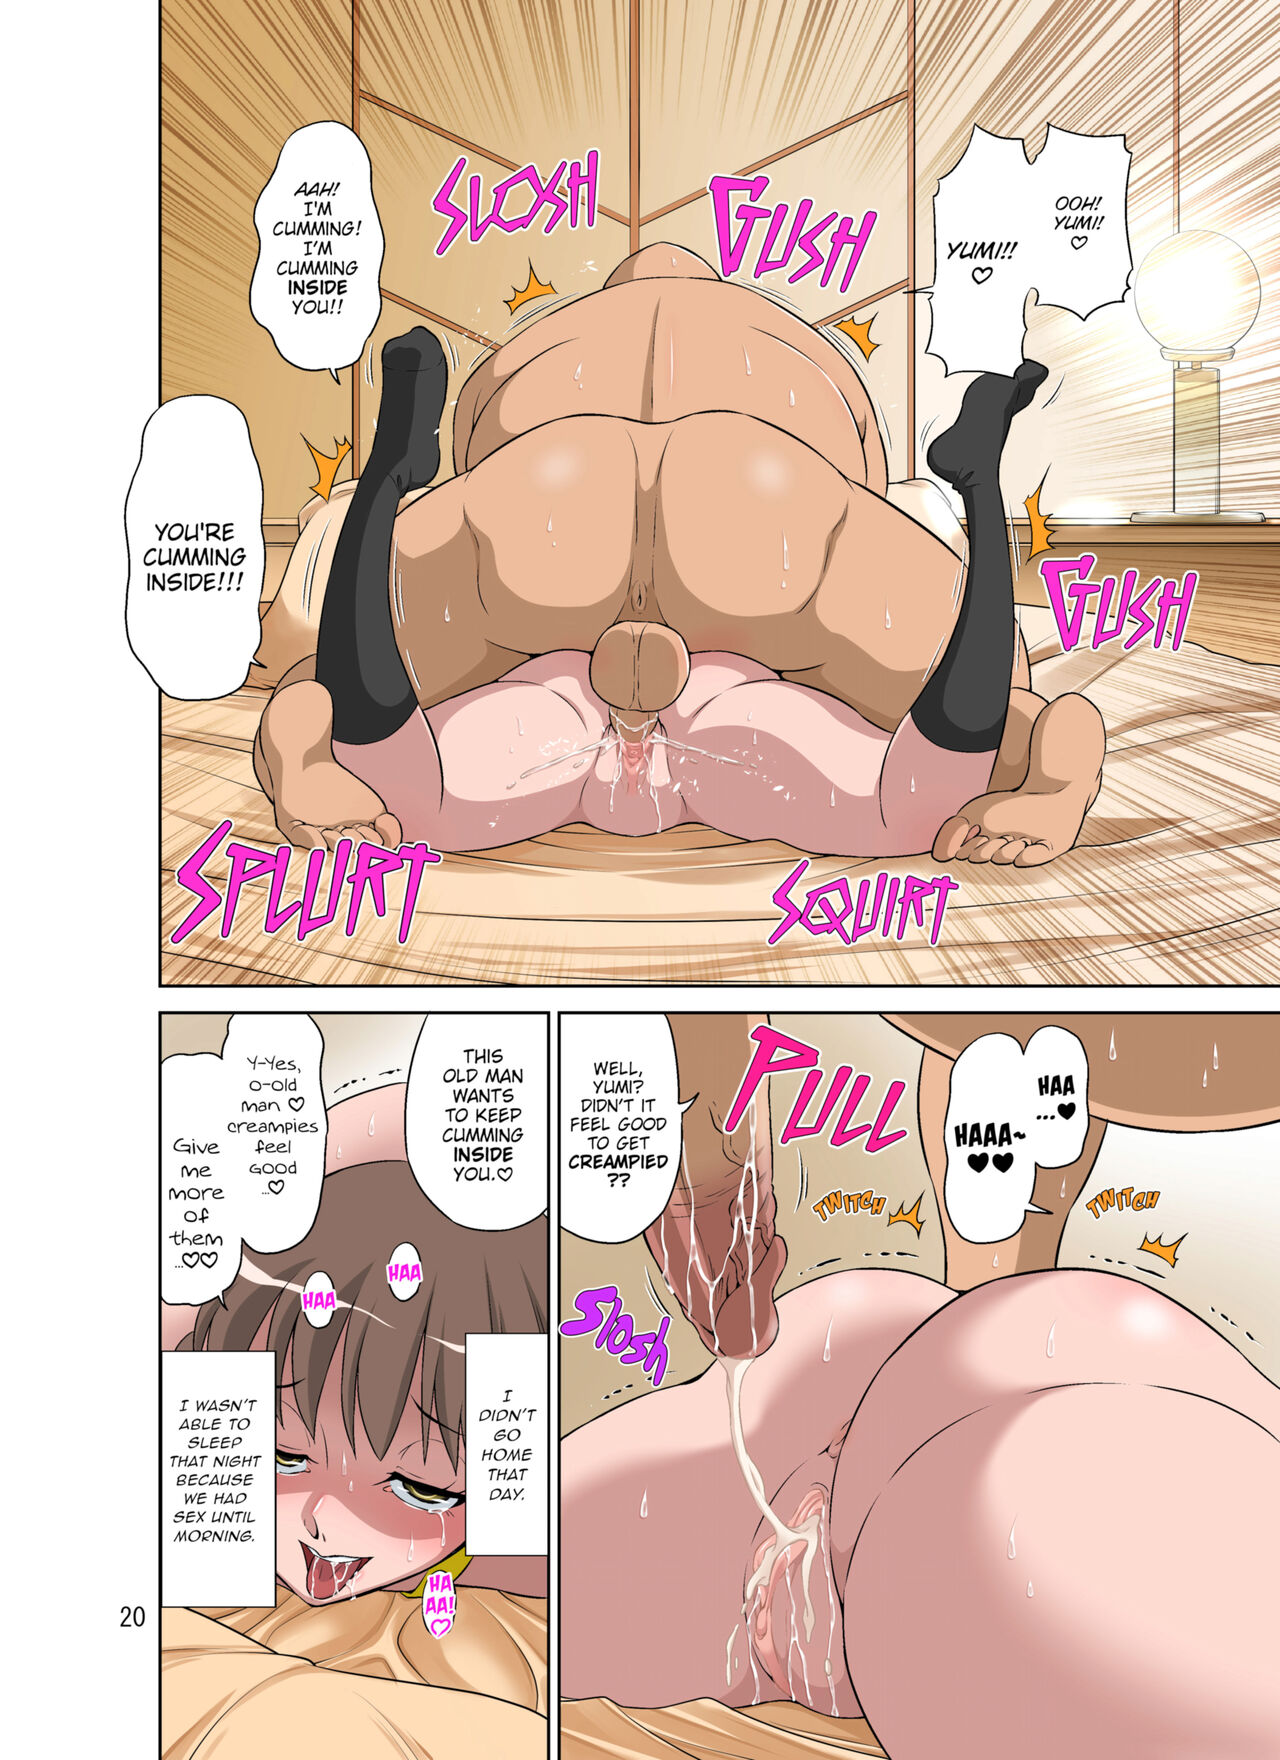 OOH!
YUMI!
♡
YUMI!!
♡
GUSH
SLOSH
AAH!
I'M
CUMMING!
I'M
CUMMING
INSIDE
YOU!!
YOU'RE
CUMMING
INSIDE!!!
GUSH
SQUIRT
SPLURT
HAA
...♥
HAAA~
♥♥
TWITCH
TWITCH
PULL
WELL,
YUMI?
DIDN'T IT
FEEL GOOD
TO GET
CREAMPIED
??
Slosh
THIS
OLD MAN
WANTS
TO KEEP
CUMMING
INSIDE
YOU.♡
Y-Yes,
o-old
man ♡
creampies
feel
Good
...♡
Give
me
more
of
them
...♡♡
HAA
HAA
HA
AA!
♡
I
DIDN'T
GO
HOME
THAT
DAY.
I WASN'T
ABLE TO
SLEEP
THAT NIGHT
BECAUSE
WE HAD
SEX UNTIL
MORNING.
20